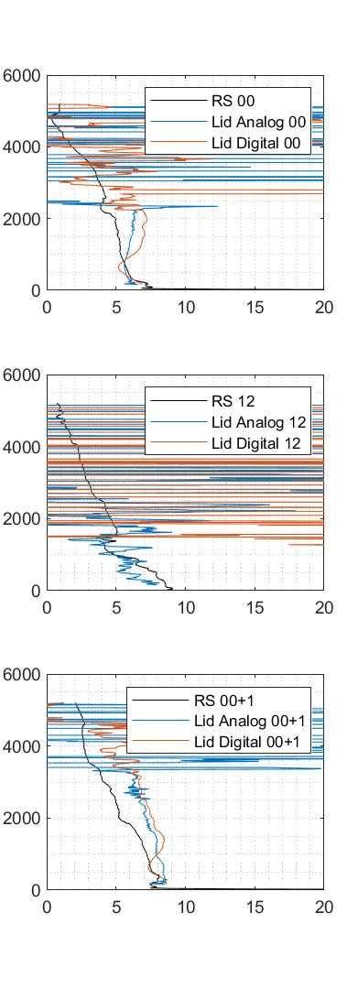 6000
RS 00
Lid Analog 00
Lid Digital 00
4000
2000
0
0 5 10 15 20
6000
RS 12
Lid Analog 12
Lid Digital 12
4000
2000
0
0 5 10 15 20
6000
RS 00+1
Lid Analog 00+1
Lid Digital 00+1
4000
2000
0
0 5 10 15 20